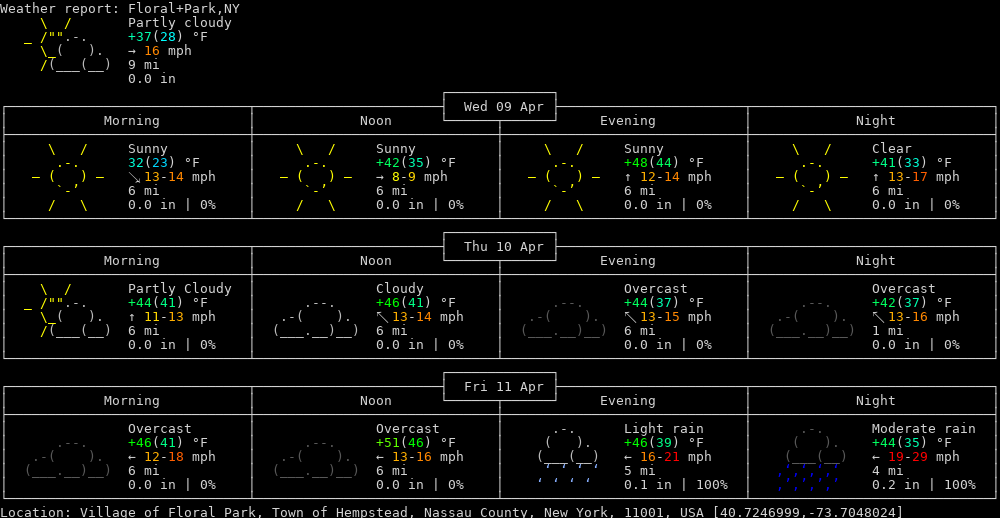 Weather report: Floral+Park,NY
Partly cloudy
+37(28) °F
→ 16 mph
9 mi
0.0 in
Wed 09 Apr
Morning Noon Evening Night
Sunny Sunny Sunny Clear
32(23) °F +42(35) °F +48(44) °F +41(33) °F
↘ 13-14 mph → 8-9 mph ↑ 12-14 mph ↑ 13-17 mph
6 mi 6 mi 6 mi 6 mi
0.0 in | 0% 0.0 in | 0% 0.0 in | 0% 0.0 in | 0%
Thu 10 Apr
Morning Noon Evening Night
Partly Cloudy Cloudy Overcast Overcast
+44(41) °F +46(41) °F +44(37) °F +42(37) °F
↑ 11-13 mph ↖ 13-14 mph ↖ 13-15 mph ↖ 13-16 mph
6 mi 6 mi 6 mi 1 mi
0.0 in | 0% 0.0 in | 0% 0.0 in | 0% 0.0 in | 0%
Fri 11 Apr
Morning Noon Evening Night
Overcast Overcast Light rain Moderate rain
+46(41) °F +51(46) °F +46(39) °F +44(35) °F
← 12-18 mph ← 13-16 mph ← 16-21 mph ← 19-29 mph
6 mi 6 mi 5 mi 4 mi
0.0 in | 0% 0.0 in | 0% 0.1 in | 100% 0.2 in | 100%
Location: Village of Floral Park, Town of Hempstead, Nassau County, New York, 11001, USA [40.7246999,-73.7048024]